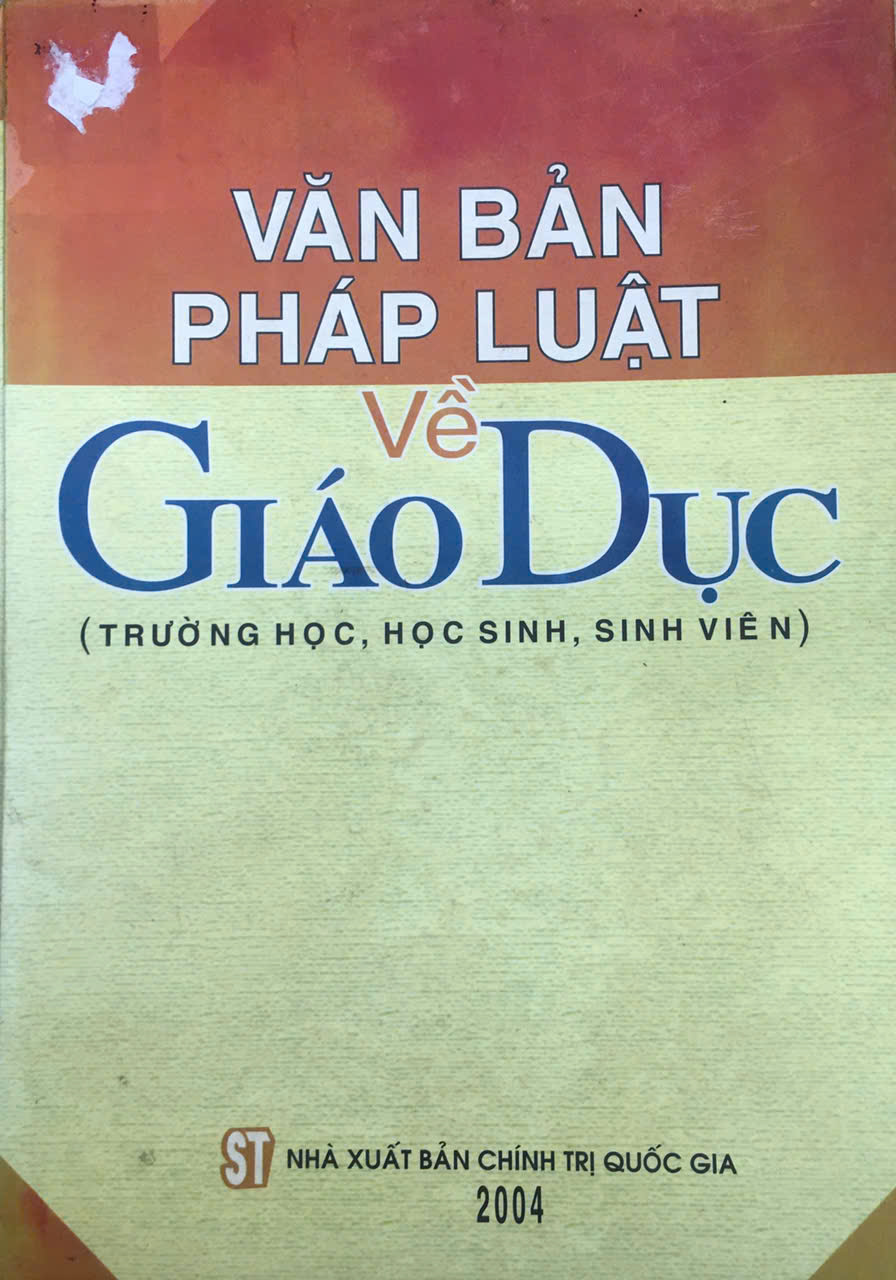 VĂN BẢN
PHÁP LUẬT
Về
GIÁO DỤC
(TRƯỜNG HỌC, HỌC SINH, SINH VIÊN)
ST NHÀ XUẤT BẢN CHÍNH TRỊ QUỐC GIA
2004